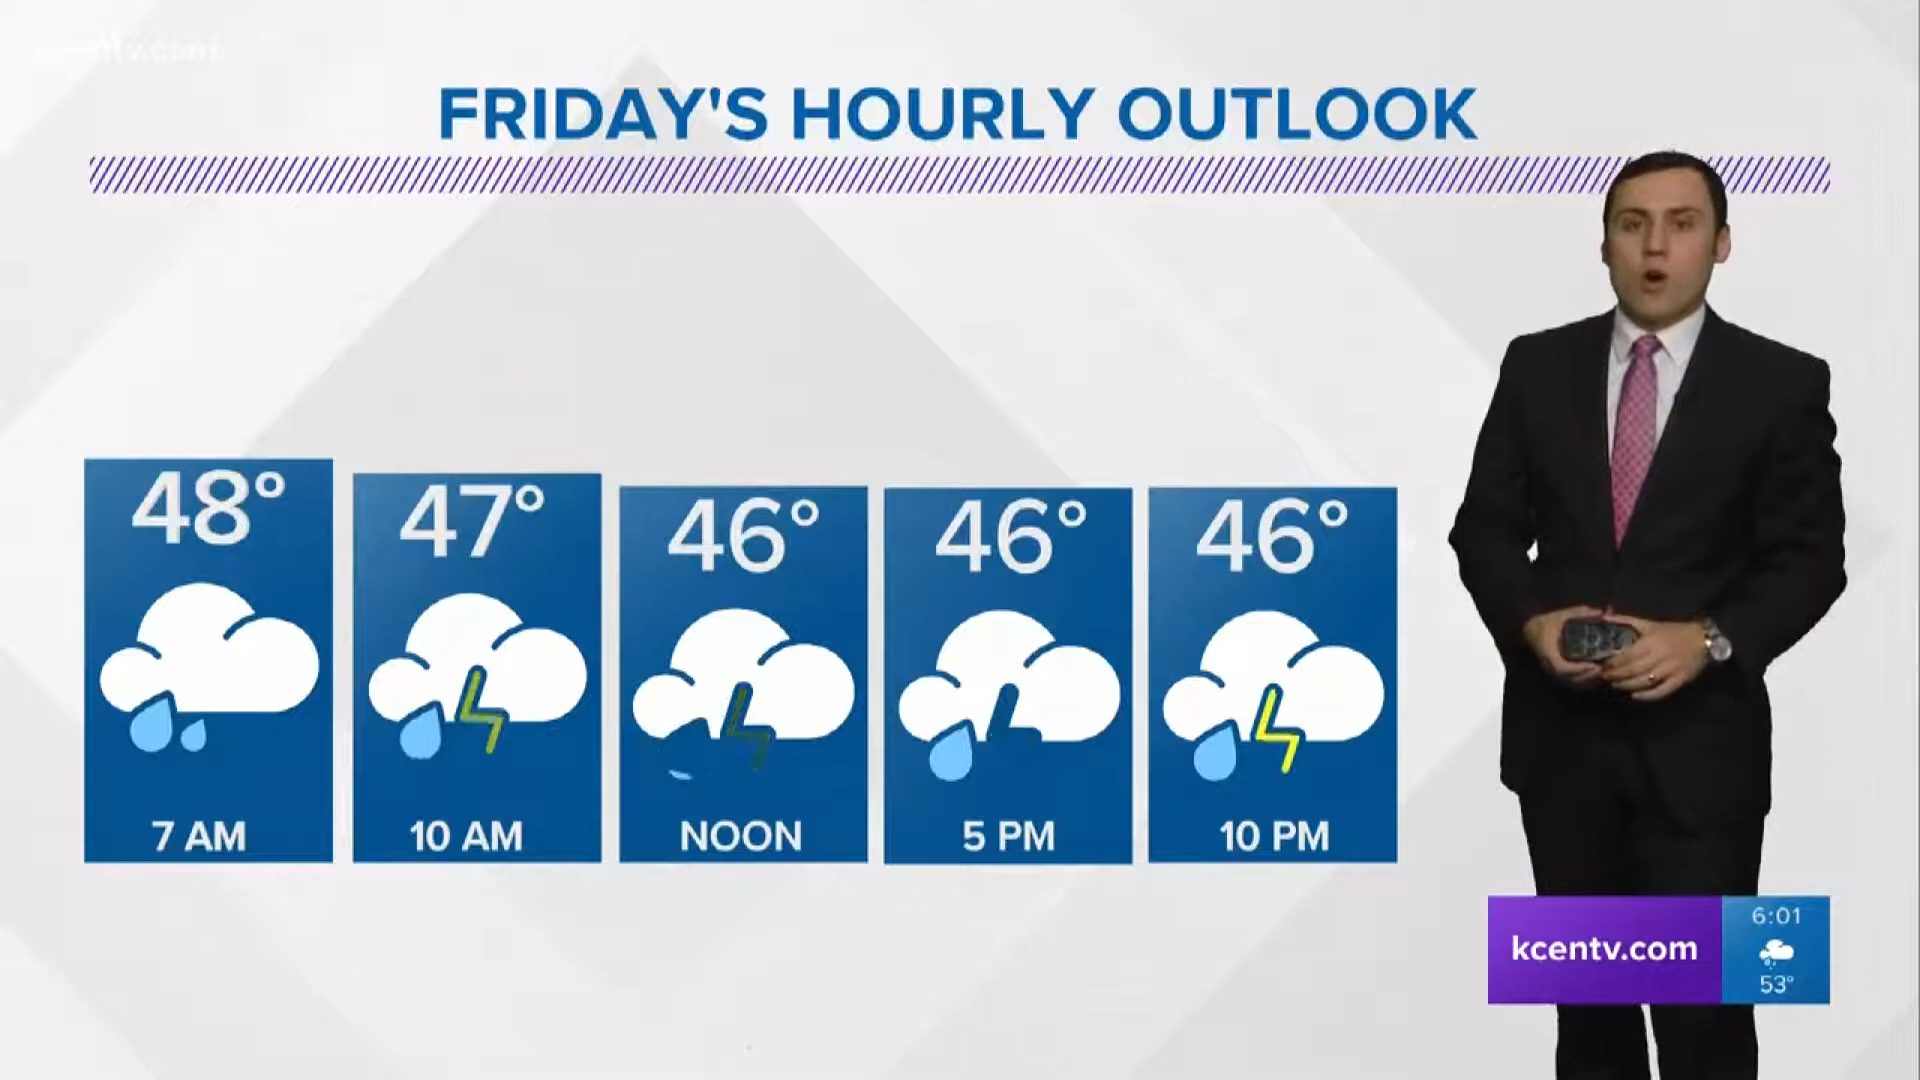 FRIDAY'S HOURLY OUTLOOK
48° 47° 46° 46° 46°
7 AM 10 AM NOON 5 PM 10 PM
6:01
kcentv.com
53°